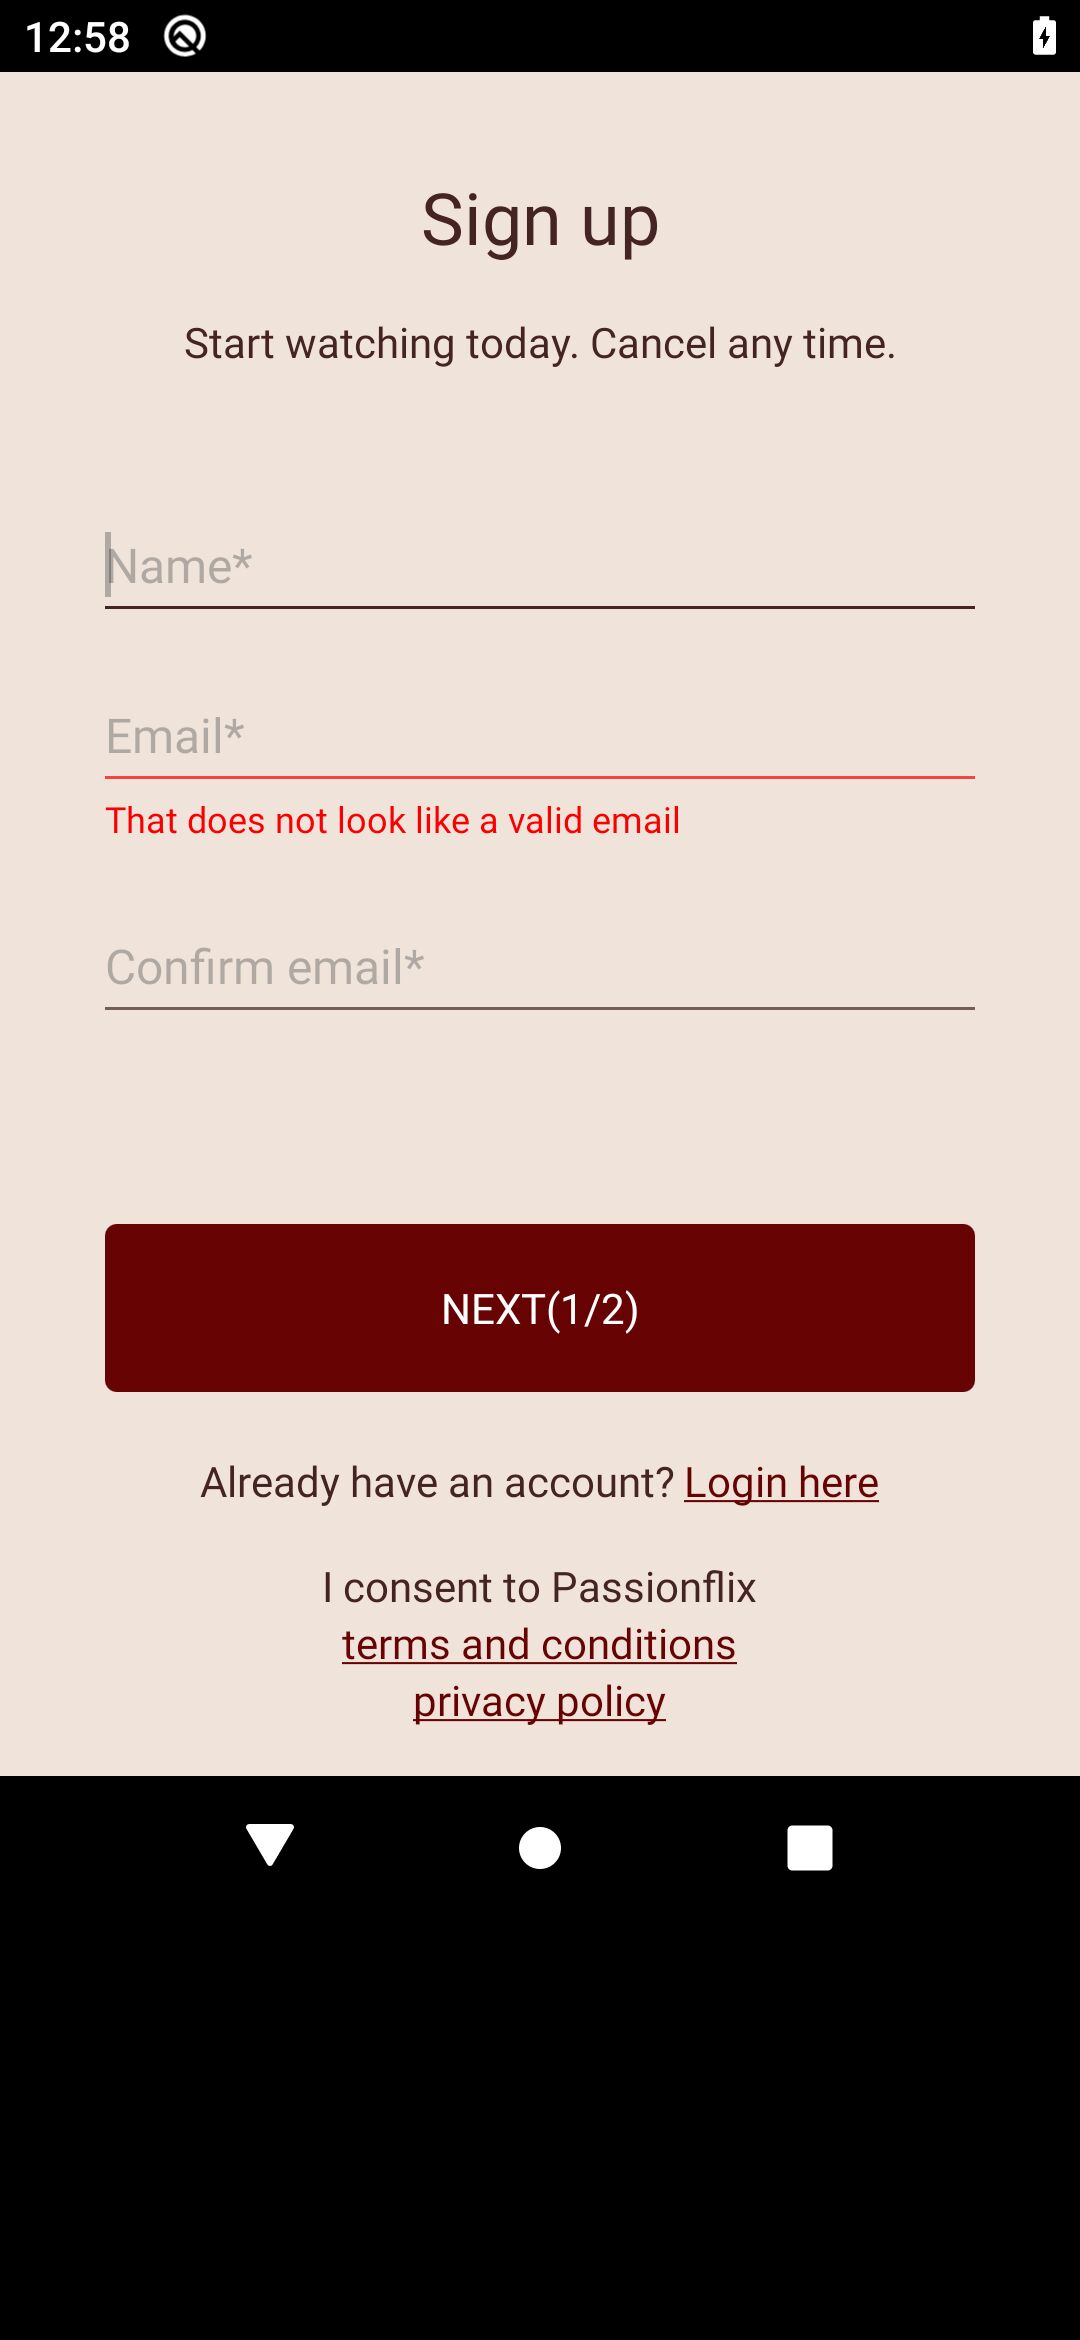 12:58
Sign up
Start watching today. Cancel any time.
Name*
Email*
That does not look like a valid email
Confirm email*
NEXT(1/2)
Already have an account? Login here
I consent to Passionflix
terms and conditions
privacy policy